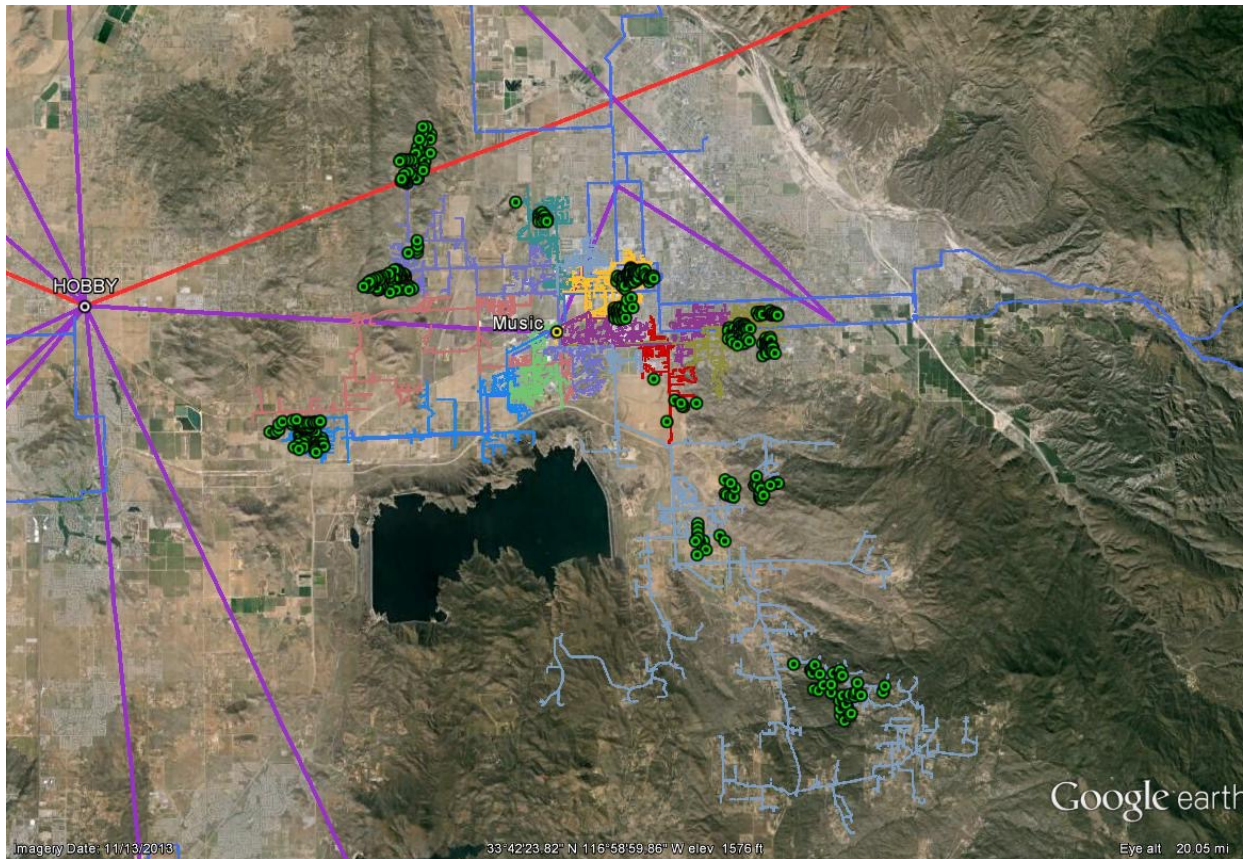 HOBBY
Music
Google earth
Imagery Date: 11/13/2013 33°42'23.82" N 116°58'59.86" W elev 1576 ft Eye alt 20.05 mi